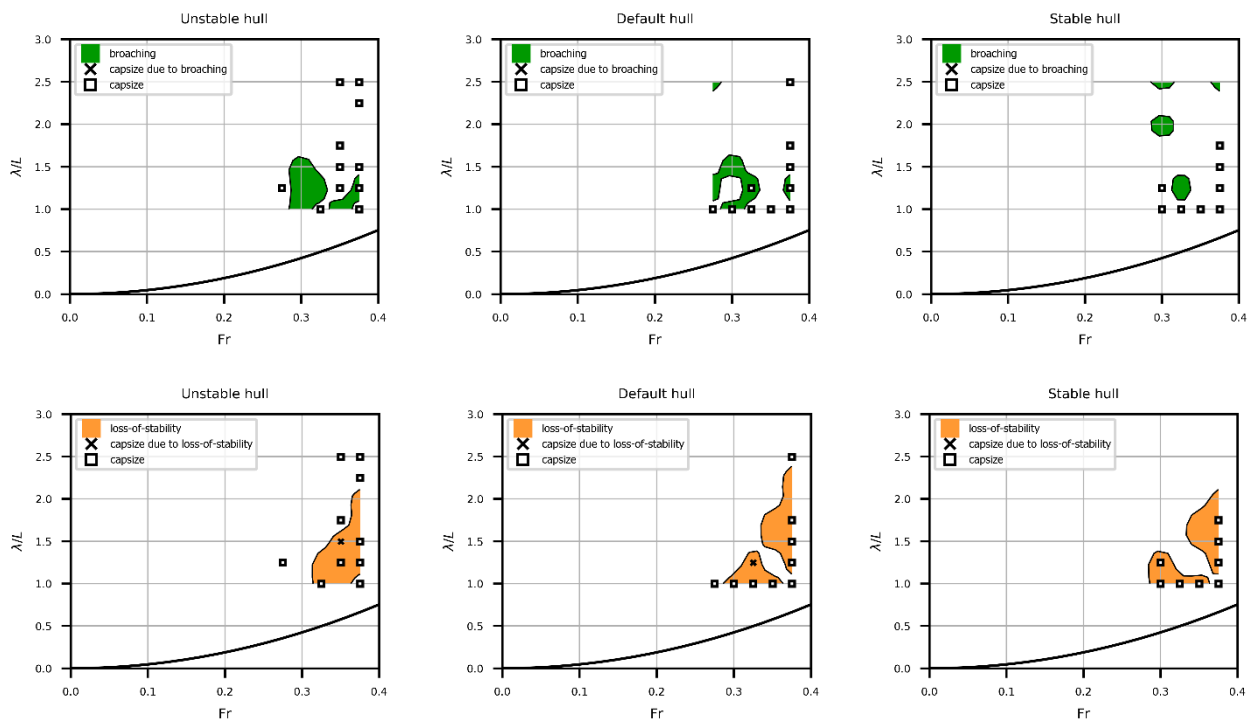 Unstable hull
3.0
2.5
2.0
1.5
1.0
0.5
0.0
λ/L
broaching
capsize due to broaching
capsize
0.0 0.1 0.2 0.3 0.4
Fr
Default hull
3.0
2.5
2.0
1.5
1.0
0.5
0.0
λ/L
broaching
capsize due to broaching
capsize
0.0 0.1 0.2 0.3 0.4
Fr
Stable hull
3.0
2.5
2.0
1.5
1.0
0.5
0.0
λ/L
broaching
capsize due to broaching
capsize
0.0 0.1 0.2 0.3 0.4
Fr
Unstable hull
3.0
2.5
2.0
1.5
1.0
0.5
0.0
λ/L
loss-of-stability
capsize due to loss-of-stability
capsize
0.0 0.1 0.2 0.3 0.4
Fr
Default hull
3.0
2.5
2.0
1.5
1.0
0.5
0.0
λ/L
loss-of-stability
capsize due to loss-of-stability
capsize
0.0 0.1 0.2 0.3 0.4
Fr
Stable hull
3.0
2.5
2.0
1.5
1.0
0.5
0.0
λ/L
loss-of-stability
capsize due to loss-of-stability
capsize
0.0 0.1 0.2 0.3 0.4
Fr